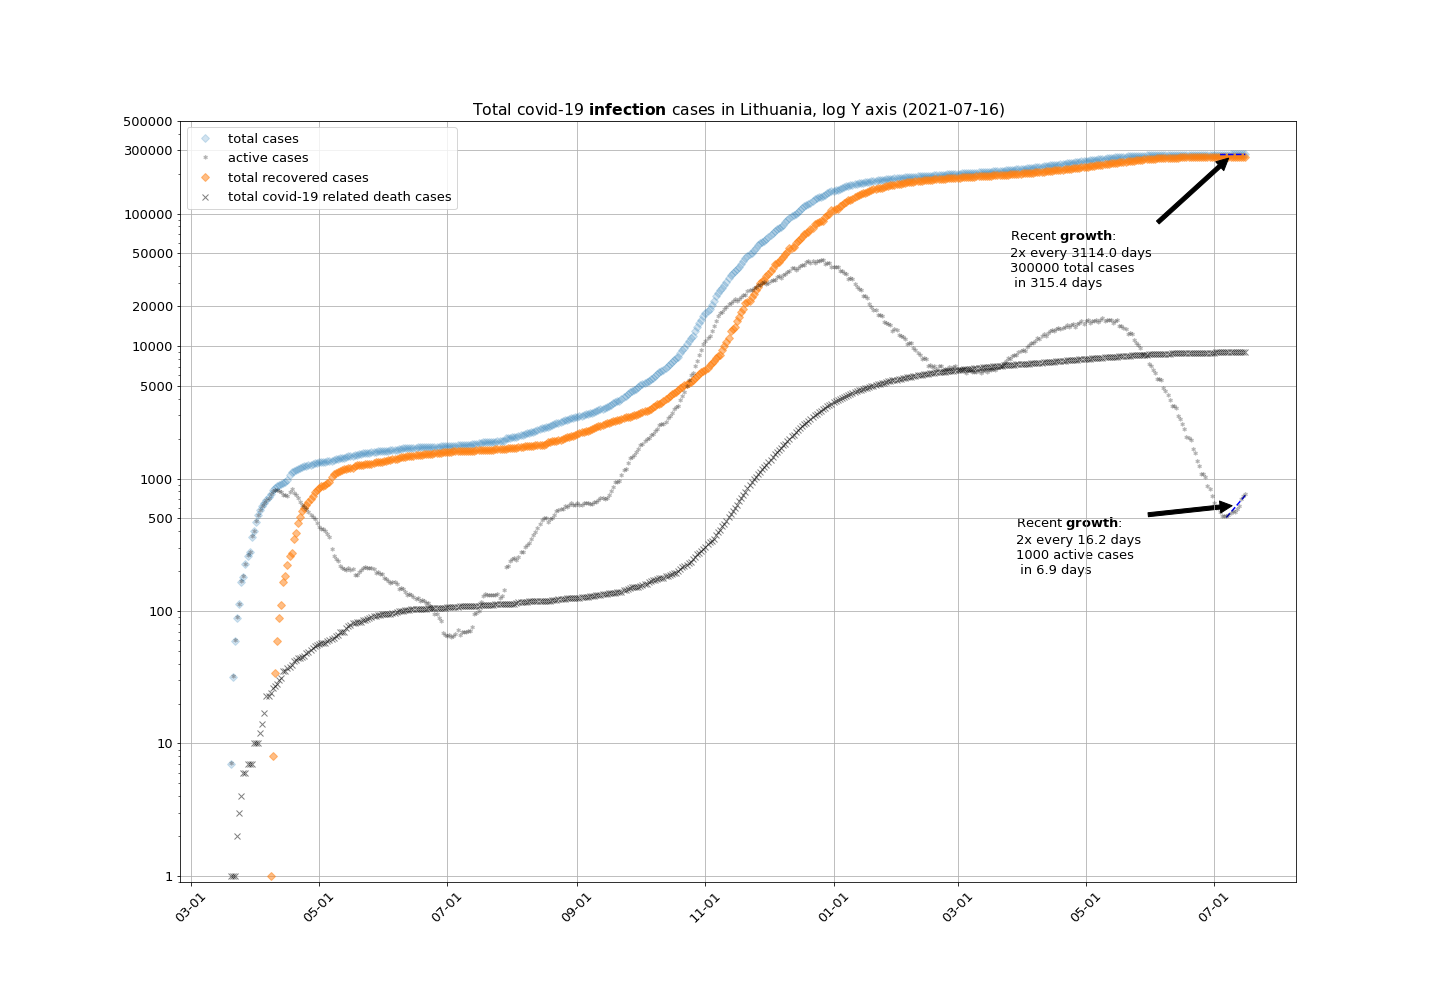 Total covid-19 infection cases in Lithuania, log Y axis (2021-07-16)
500000
300000
100000
50000
20000
10000
5000
1000
500
100
10
1
total cases
active cases
total recovered cases
total covid-19 related death cases
Recent growth:
2x every 3114.0 days
300000 total cases
in 315.4 days
Recent growth:
2x every 16.2 days
1000 active cases
in 6.9 days
03-01
05-01
07-01
09-01
11-01
01-01
03-01
05-01
07-01